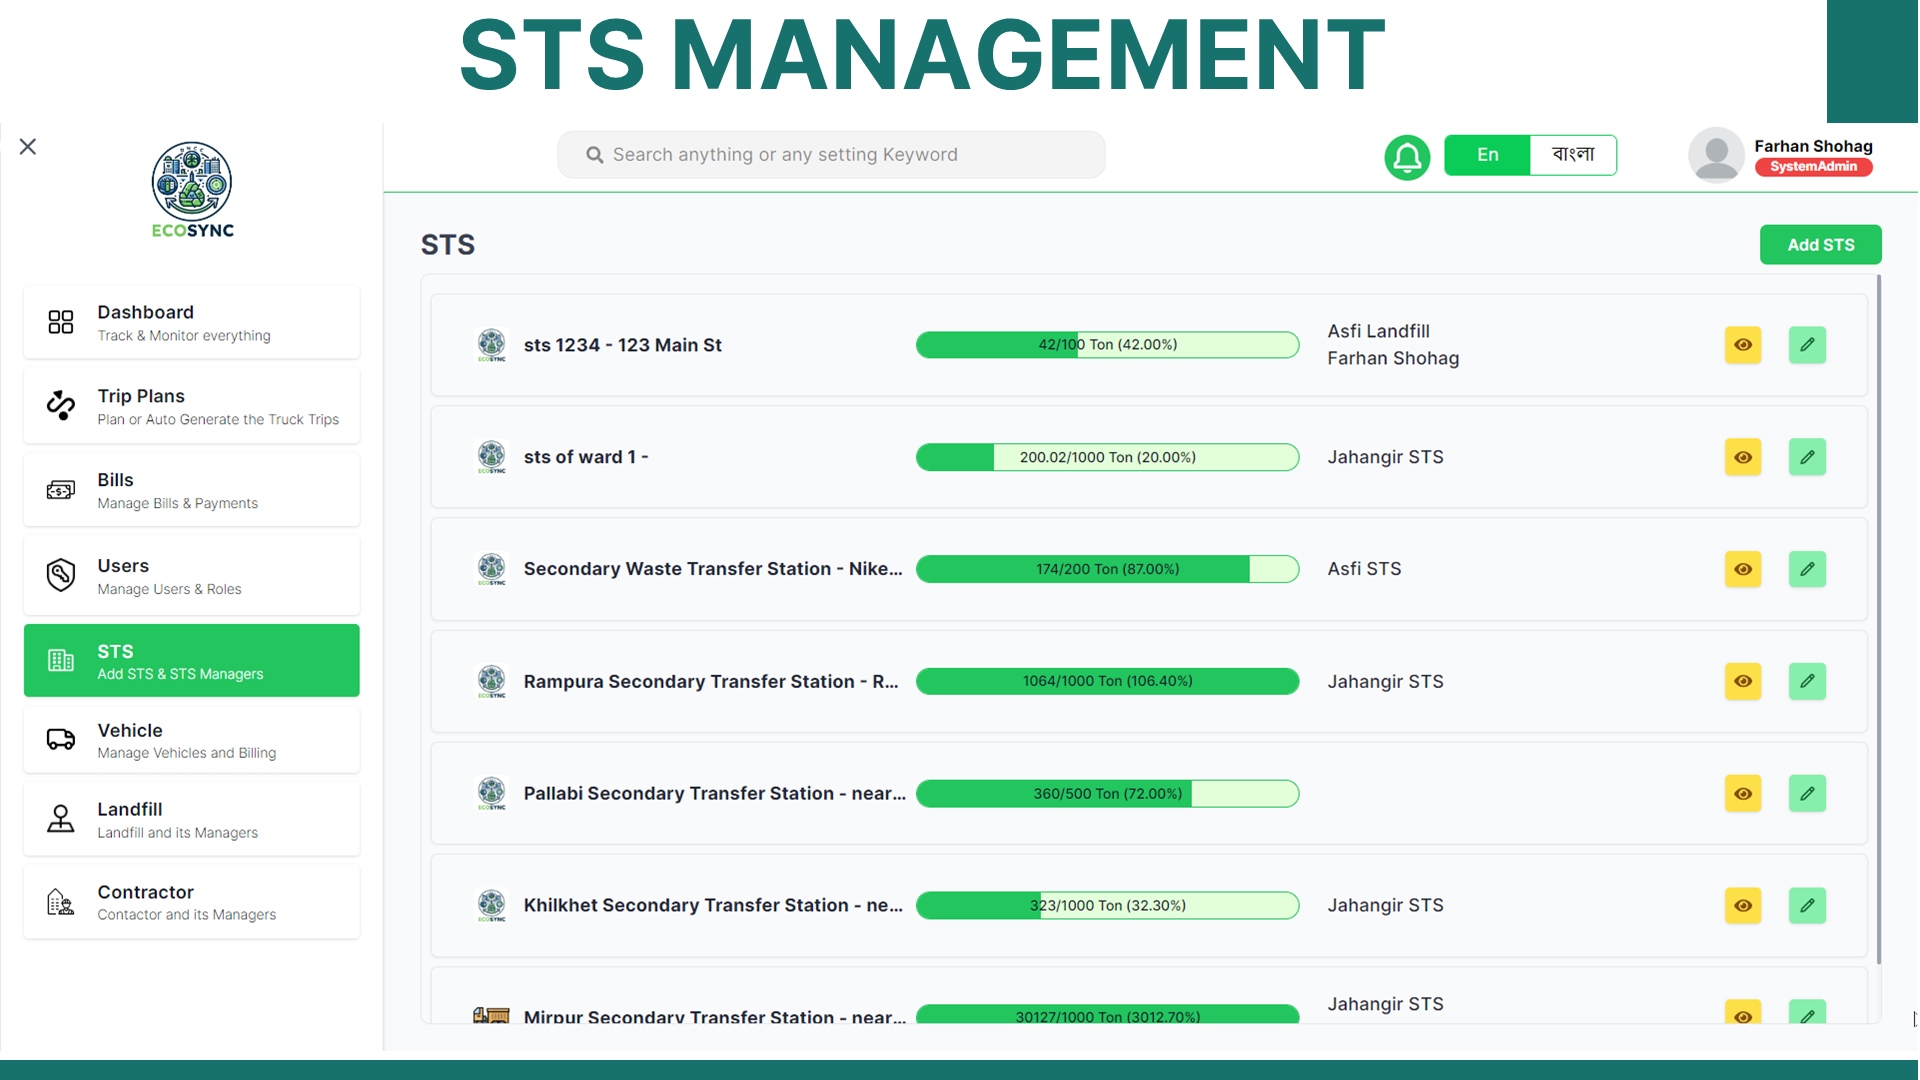 STS MANAGEMENT
Search anything or any setting Keyword
En
বাংলা
Farhan Shohag
SystemAdmin
ECOSYNC
Dashboard
Track & Monitor everything
Trip Plans
Plan or Auto Generate the Truck Trips
Bills
Manage Bills & Payments
Users
Manage Users & Roles
STS
Add STS & STS Managers
Vehicle
Manage Vehicles and Billing
Landfill
Landfill and its Managers
Contractor
Contactor and its Managers
STS
Add STS
sts 1234 - 123 Main St
42/100 Ton (42.00%)
Asfi Landfill
Farhan Shohag
sts of ward 1 -
200.02/1000 Ton (20.00%)
Jahangir STS
Secondary Waste Transfer Station - Nike...
174/200 Ton (87.00%)
Asfi STS
Rampura Secondary Transfer Station - R...
1064/1000 Ton (106.40%)
Jahangir STS
Pallabi Secondary Transfer Station - near...
360/500 Ton (72.00%)
Khilkhet Secondary Transfer Station - ne...
323/1000 Ton (32.30%)
Jahangir STS
Mirpur Secondary Transfer Station - near...
30127/1000 Ton (3012.70%)
Jahangir STS